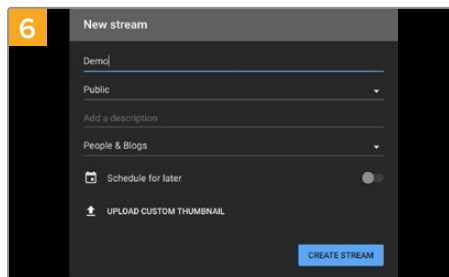 6
New stream
Demo
Public
Add a description
People & Blogs
Schedule for later
UPLOAD CUSTOM THUMBNAIL
CREATE STREAM